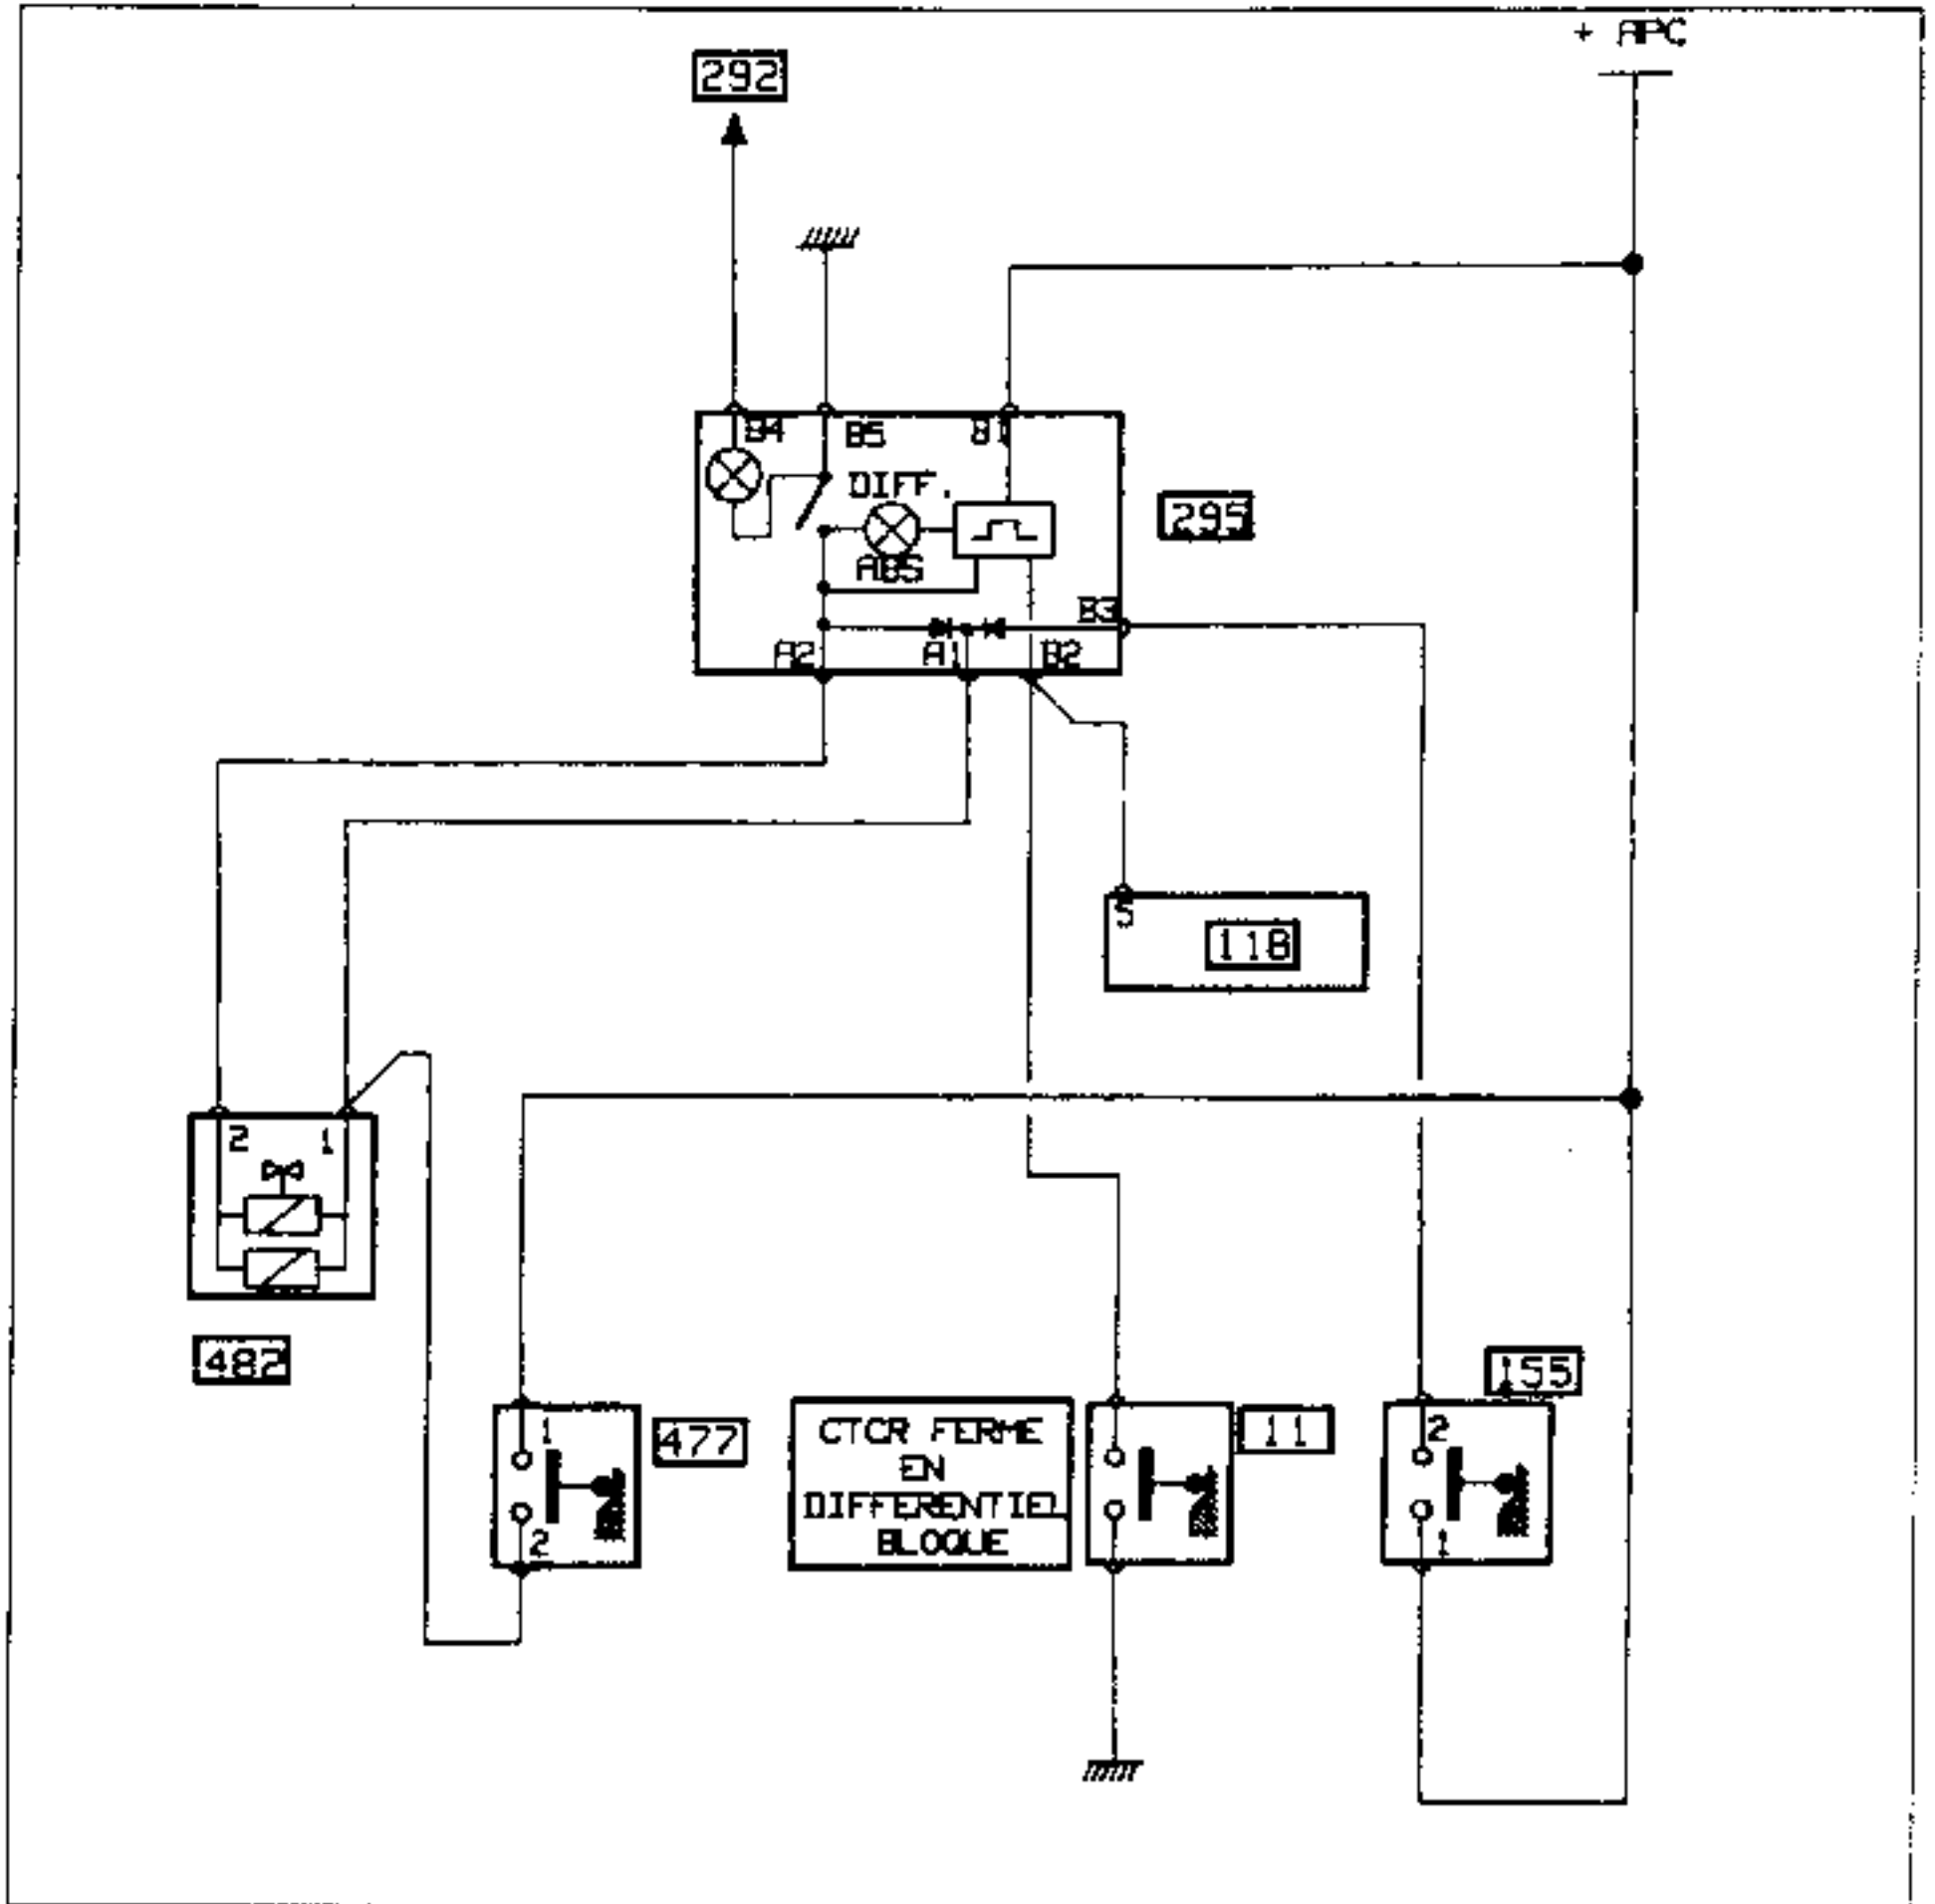 + APC
292
B4
B5
B1
DIFF.
295
ABS
B3
A2
A1
B2
5
118
2
1
482
155
1
477
CTCR FERME
EN
DIFFERENTIEL
BLOQUE
11
2
2
1